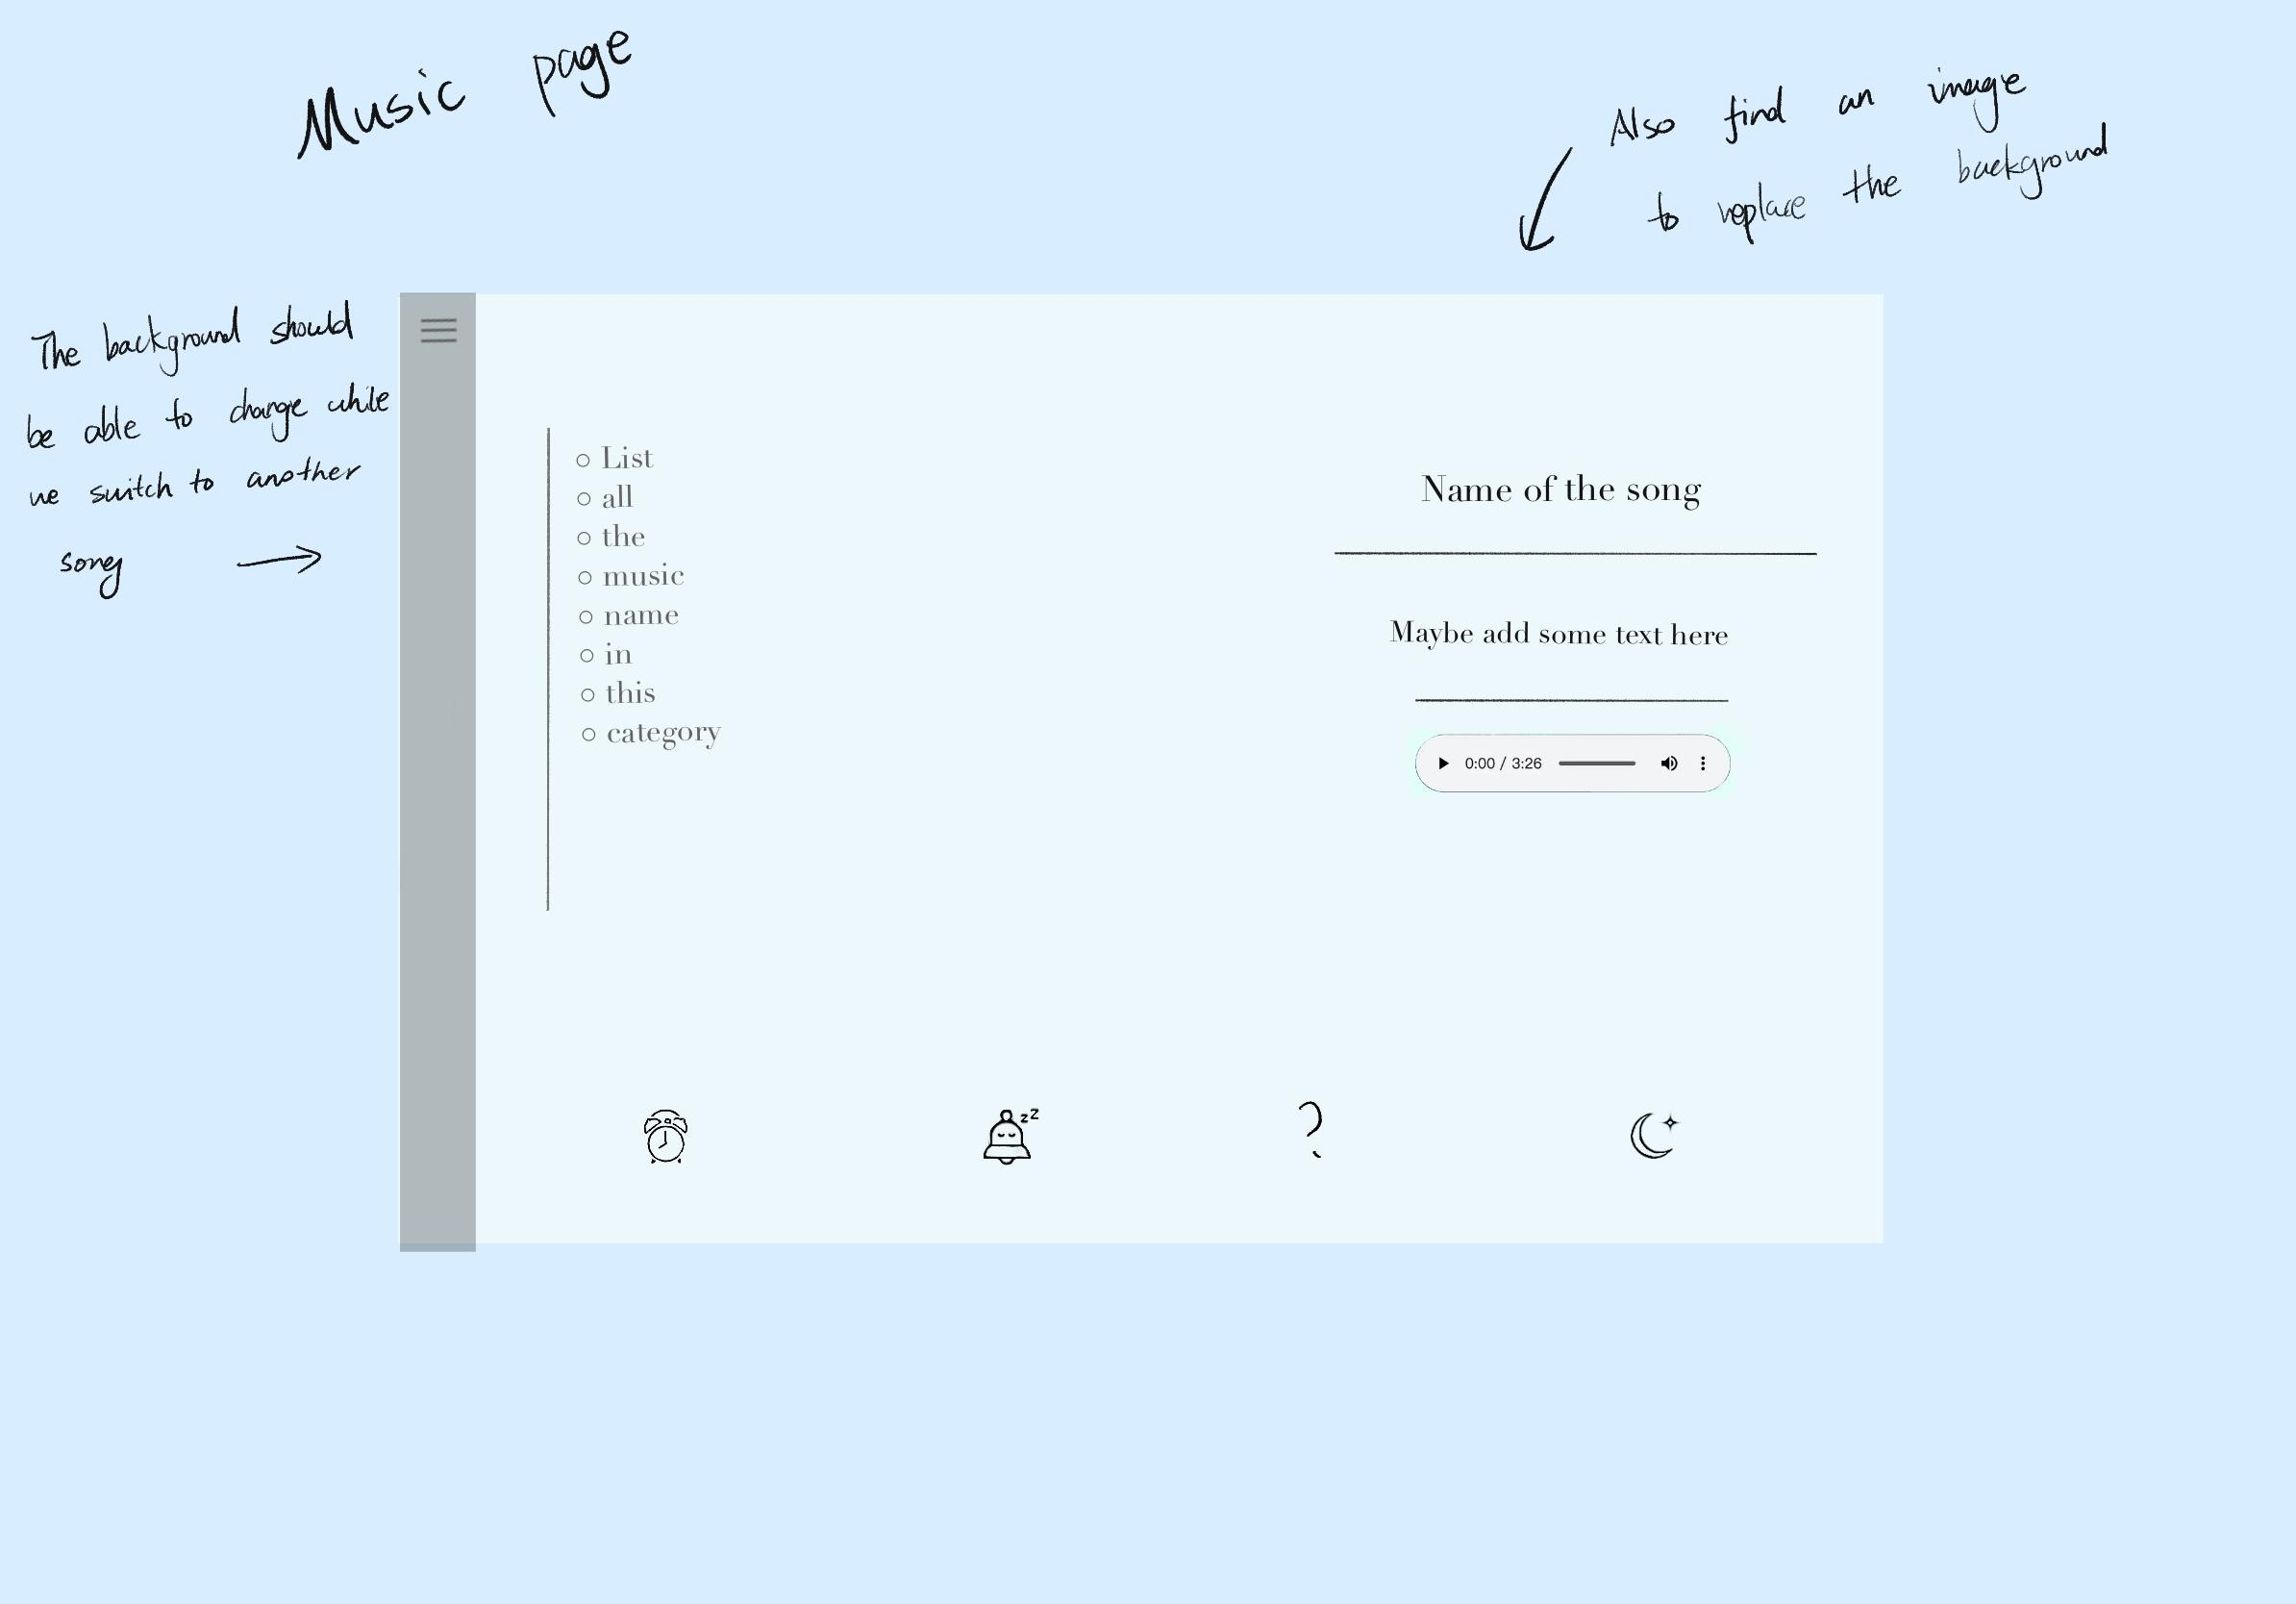 Music page
Also find an image
to replace the background
The background should
be able to change while
we switch to another
song
List
all
the
music
name
in
this
category
Name of the song
Maybe add some text here
0:00 / 3:26
zz
?